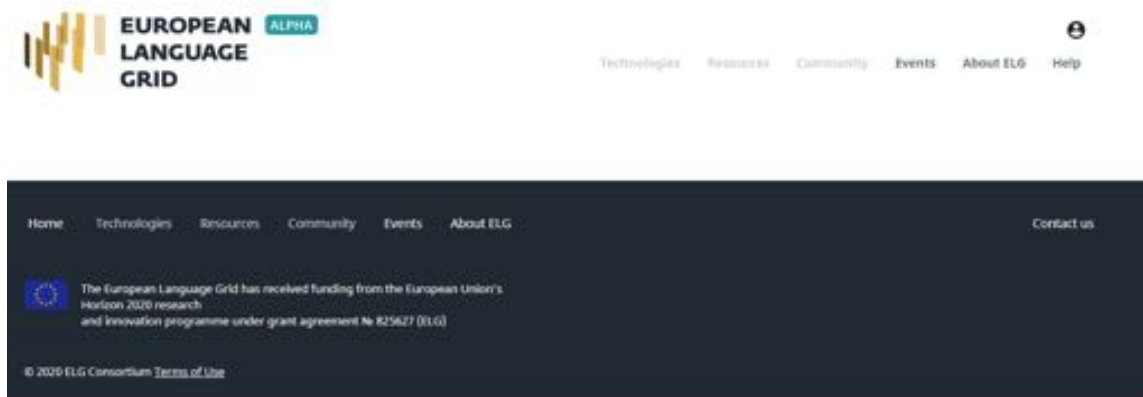 EUROPEAN ALPHA
LANGUAGE
GRID
Technologies Resources Community Events About ELG Help
Home Technologies Resources Community Events About ELG Contact us
The European Language Grid has received funding from the European Union's
Horizon 2020 research
and innovation programme under grant agreement № 825627 (ELG)
© 2020 ELG Consortium Terms of Use